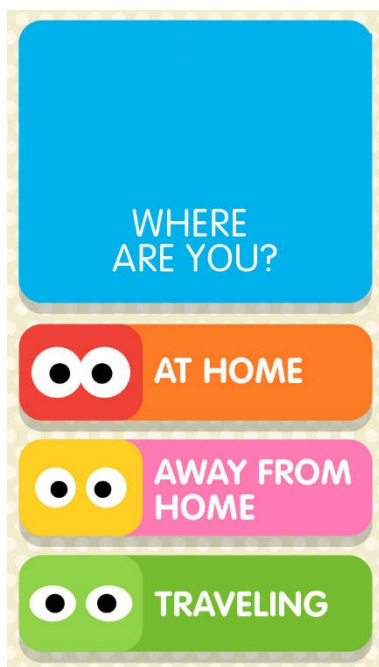 WHERE
ARE YOU?
AT HOME
AWAY FROM
HOME
TRAVELING